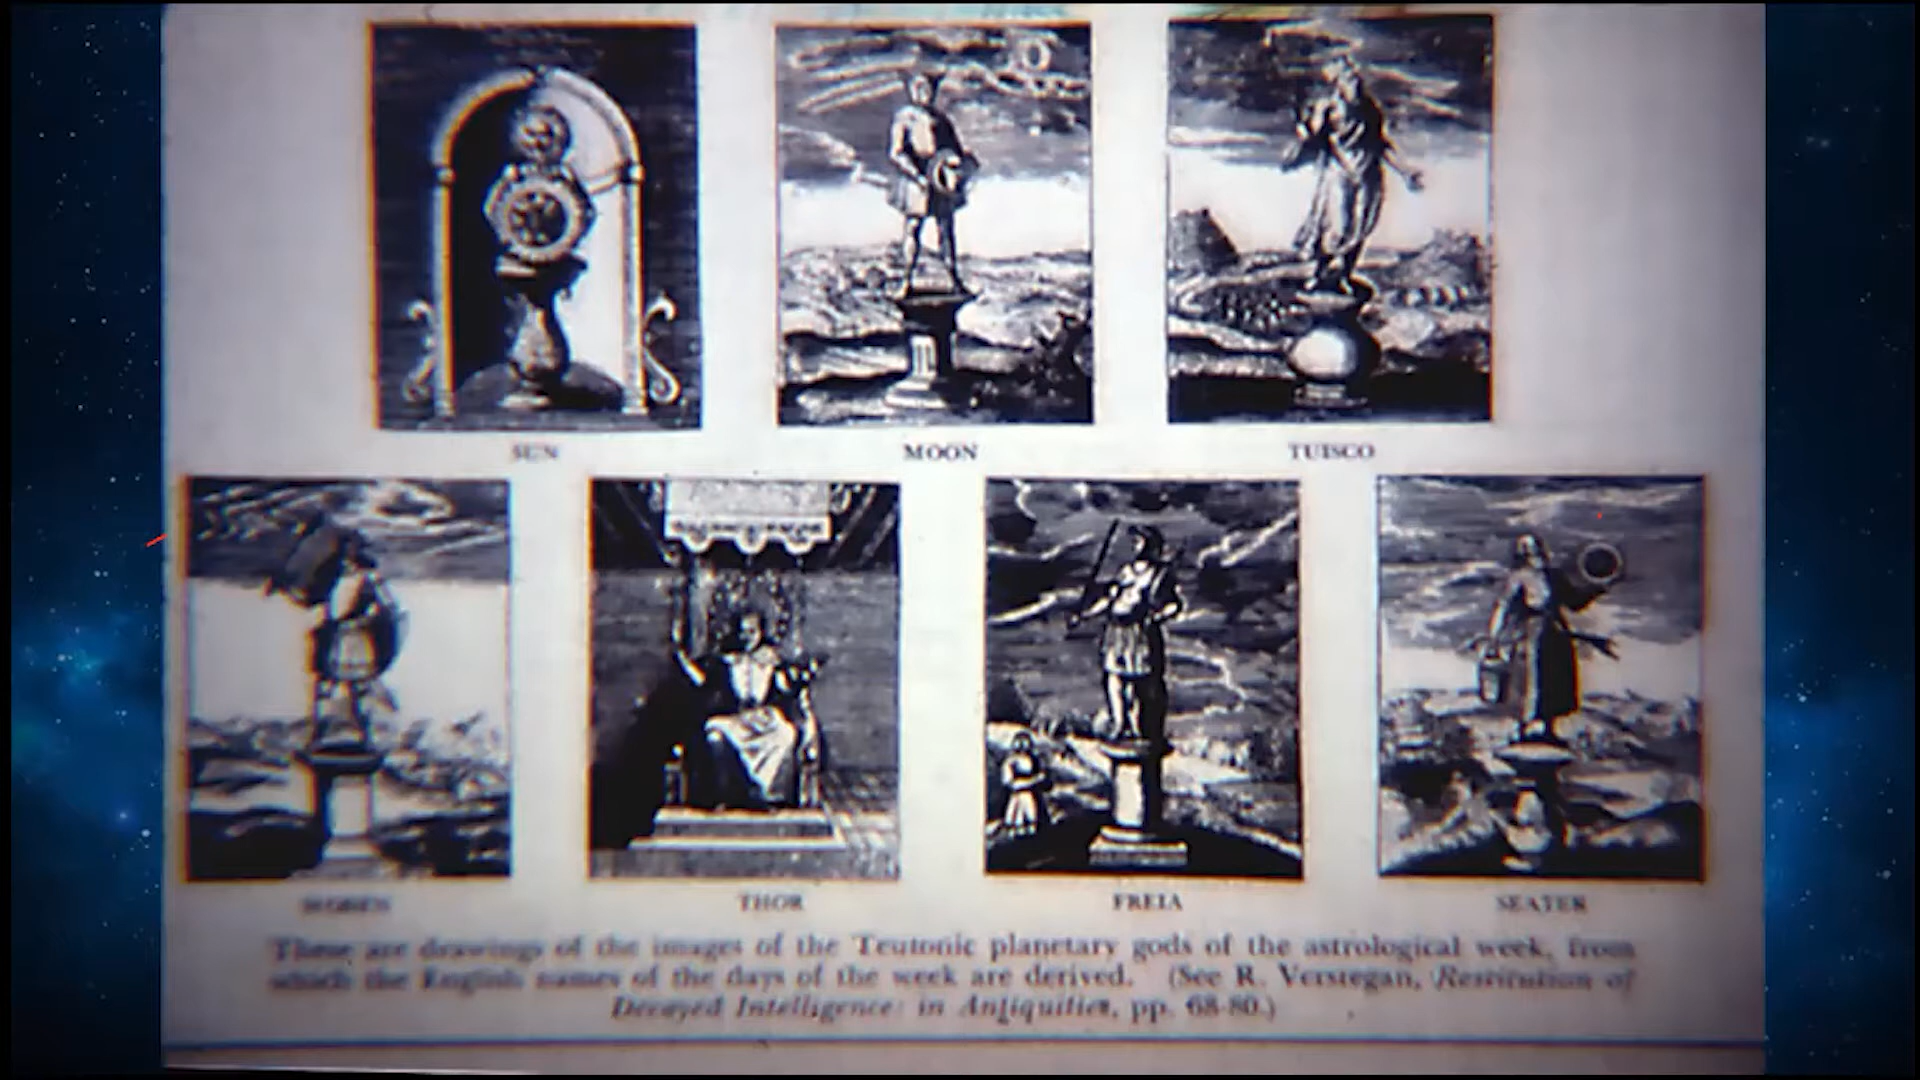 SUN
MOON
TUISCO
WODEN
THOR
FREIA
SEATER
These are drawings of the images of the Teutonic planetary gods of the astrological week, from
which the English names of the days of the week are derived. (See R. Verstegan, Restitution of
Decayed Intelligence: in Antiquities, pp. 68-80.)